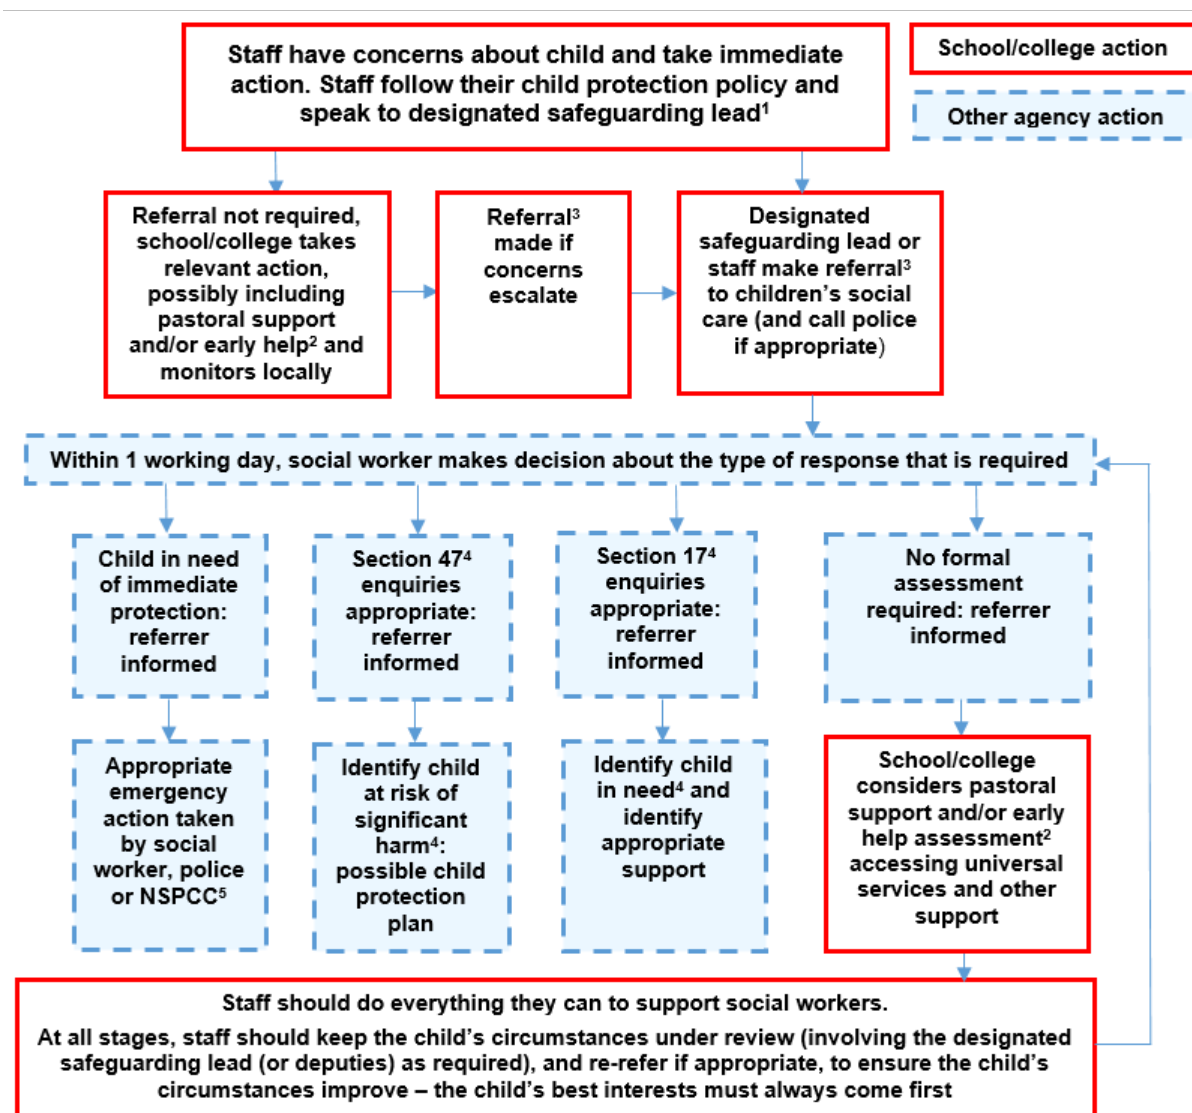 Staff have concerns about child and take immediate
action. Staff follow their child protection policy and
speak to designated safeguarding lead¹
School/college action
Other agency action
Referral not required,
school/college takes
relevant action,
possibly including
pastoral support
and/or early help² and
monitors locally
Referral³
made if
concerns
escalate
Designated
safeguarding lead or
staff make referral³
to children’s social
care (and call police
if appropriate)
Within 1 working day, social worker makes decision about the type of response that is required
Child in need
of immediate
protection:
referrer
informed
Section 47⁴
enquiries
appropriate:
referrer
informed
Section 17⁴
enquiries
appropriate:
referrer
informed
No formal
assessment
required: referrer
informed
Appropriate
emergency
action taken
by social
worker, police
or NSPCC⁵
Identify child
at risk of
significant
harm⁴:
possible child
protection
plan
Identify child
in need⁴ and
identify
appropriate
support
School/college
considers pastoral
support and/or early
help assessment²
accessing universal
services and other
support
Staff should do everything they can to support social workers.
At all stages, staff should keep the child’s circumstances under review (involving the designated
safeguarding lead (or deputies) as required), and re-refer if appropriate, to ensure the child’s
circumstances improve – the child’s best interests must always come first